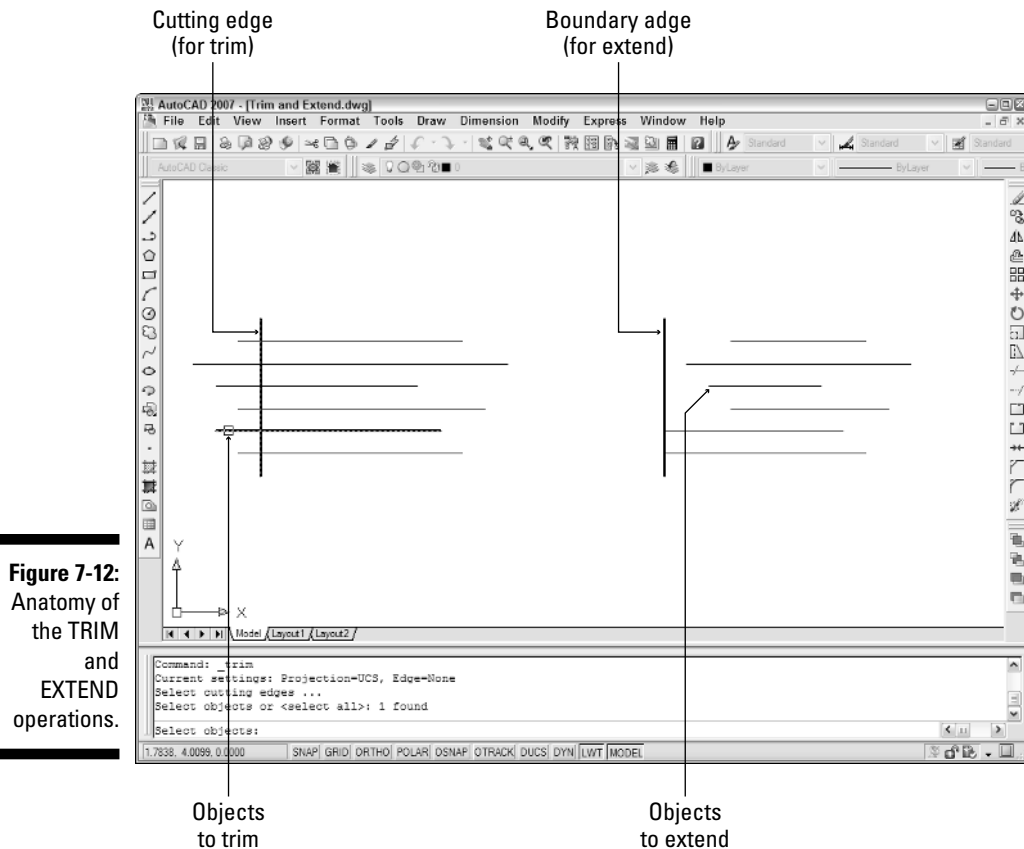 Cutting edge
(for trim)
Boundary adge
(for extend)
AutoCAD 2007 - [Trim and Extend.dwg]
File Edit View Insert Format Tools Draw Dimension Modify Express Window Help
Standard Standard Standard
AutoCAD Classic 0 ByLayer ByLayer
A
Y
X
Model Layout1 Layout2
Command: _trim
Current settings: Projection=UCS, Edge=None
Select cutting edges ...
Select objects or <select all>: 1 found
Select objects:
1.7838, 4.0099, 0.0000 SNAP GRID ORTHO POLAR OSNAP OTRACK DUCS DYN LWT MODEL
Figure 7-12:
Anatomy of
the TRIM
and
EXTEND
operations.
Objects
to trim
Objects
to extend